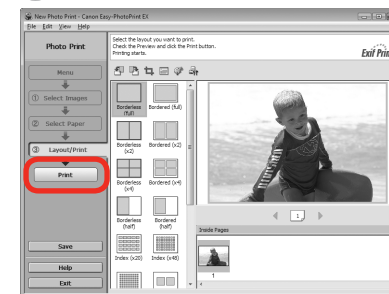 New Photo Print - Canon Easy-PhotoPrint EX
File Edit View Help
Photo Print
Select the layout you want to print.
Check the Preview and click the Print button.
Printing starts.
Exif Prin
Menu
① Select Images
② Select Paper
③ Layout/Print
Print
Save
Help
Exit
Borderless (full)
Bordered (full)
Borderless (x2)
Bordered (x2)
Borderless (x4)
Bordered (x4)
Borderless (half)
Bordered (half)
Index (x20)
Index (x48)
1
Inside Pages
1